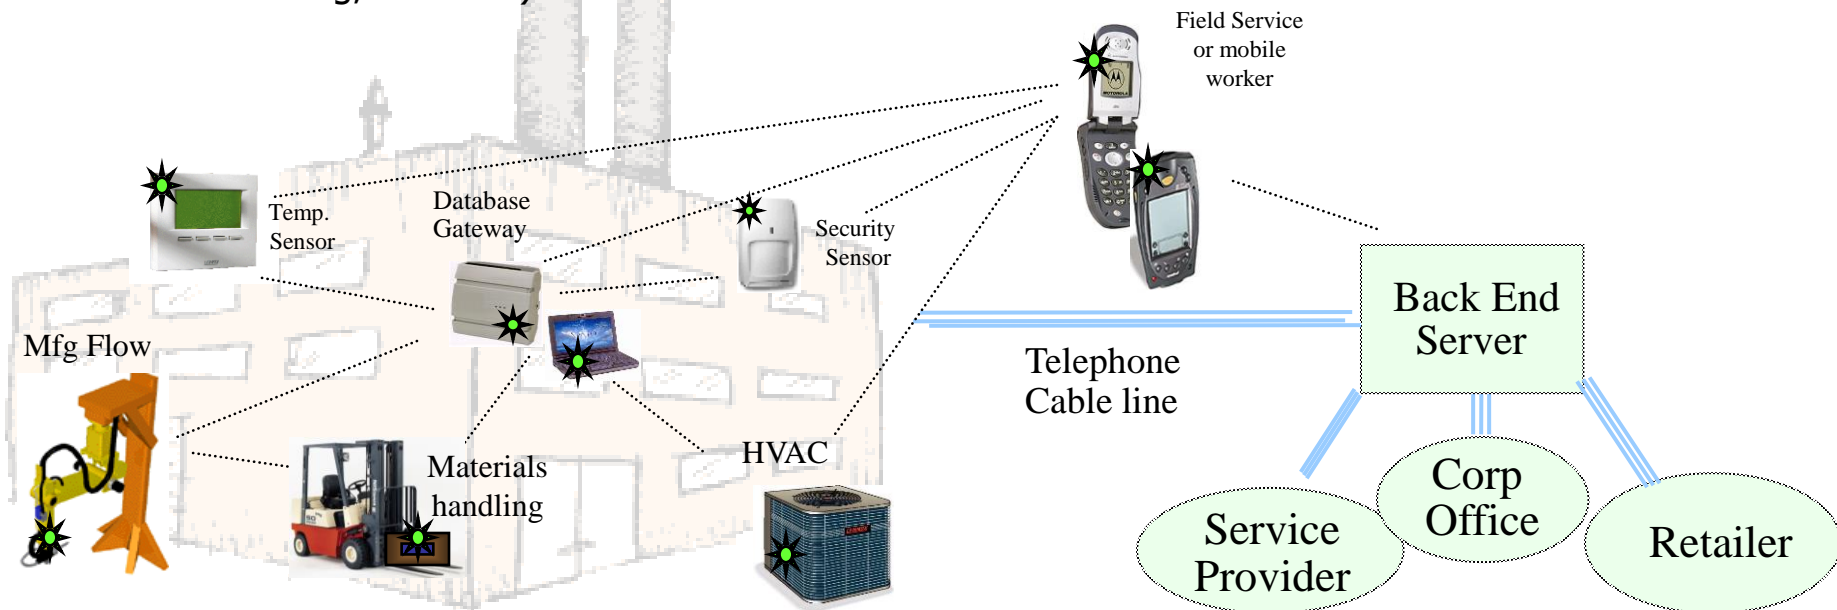 Field Service
or mobile
worker
MOTOROLA
Temp.
Sensor
Database
Gateway
Security
Sensor
Back End
Server
Mfg Flow
Telephone
Cable line
Materials
handling
HVAC
Corp
Office
Service
Provider
Retailer